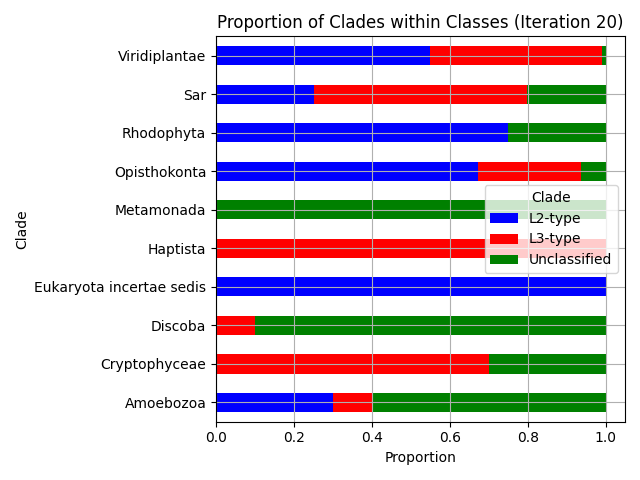 Proportion of Clades within Classes (Iteration 20)
Viridiplantae
Sar
Rhodophyta
Opisthokonta
Metamonada
Haptista
Eukaryota incertae sedis
Discoba
Cryptophyceae
Amoebozoa
Clade
Clade
L2-type
L3-type
Unclassified
0.0 0.2 0.4 0.6 0.8 1.0
Proportion